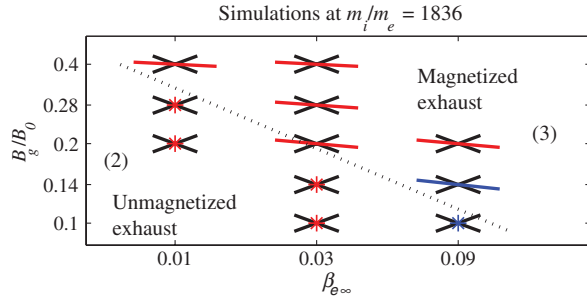 Simulations at m_i/m_e = 1836
B_g/B_0
0.4
0.28
0.2
0.14
0.1
Magnetized
exhaust
(3)
(2)
Unmagnetized
exhaust
0.01
0.03
0.09
β_e∞